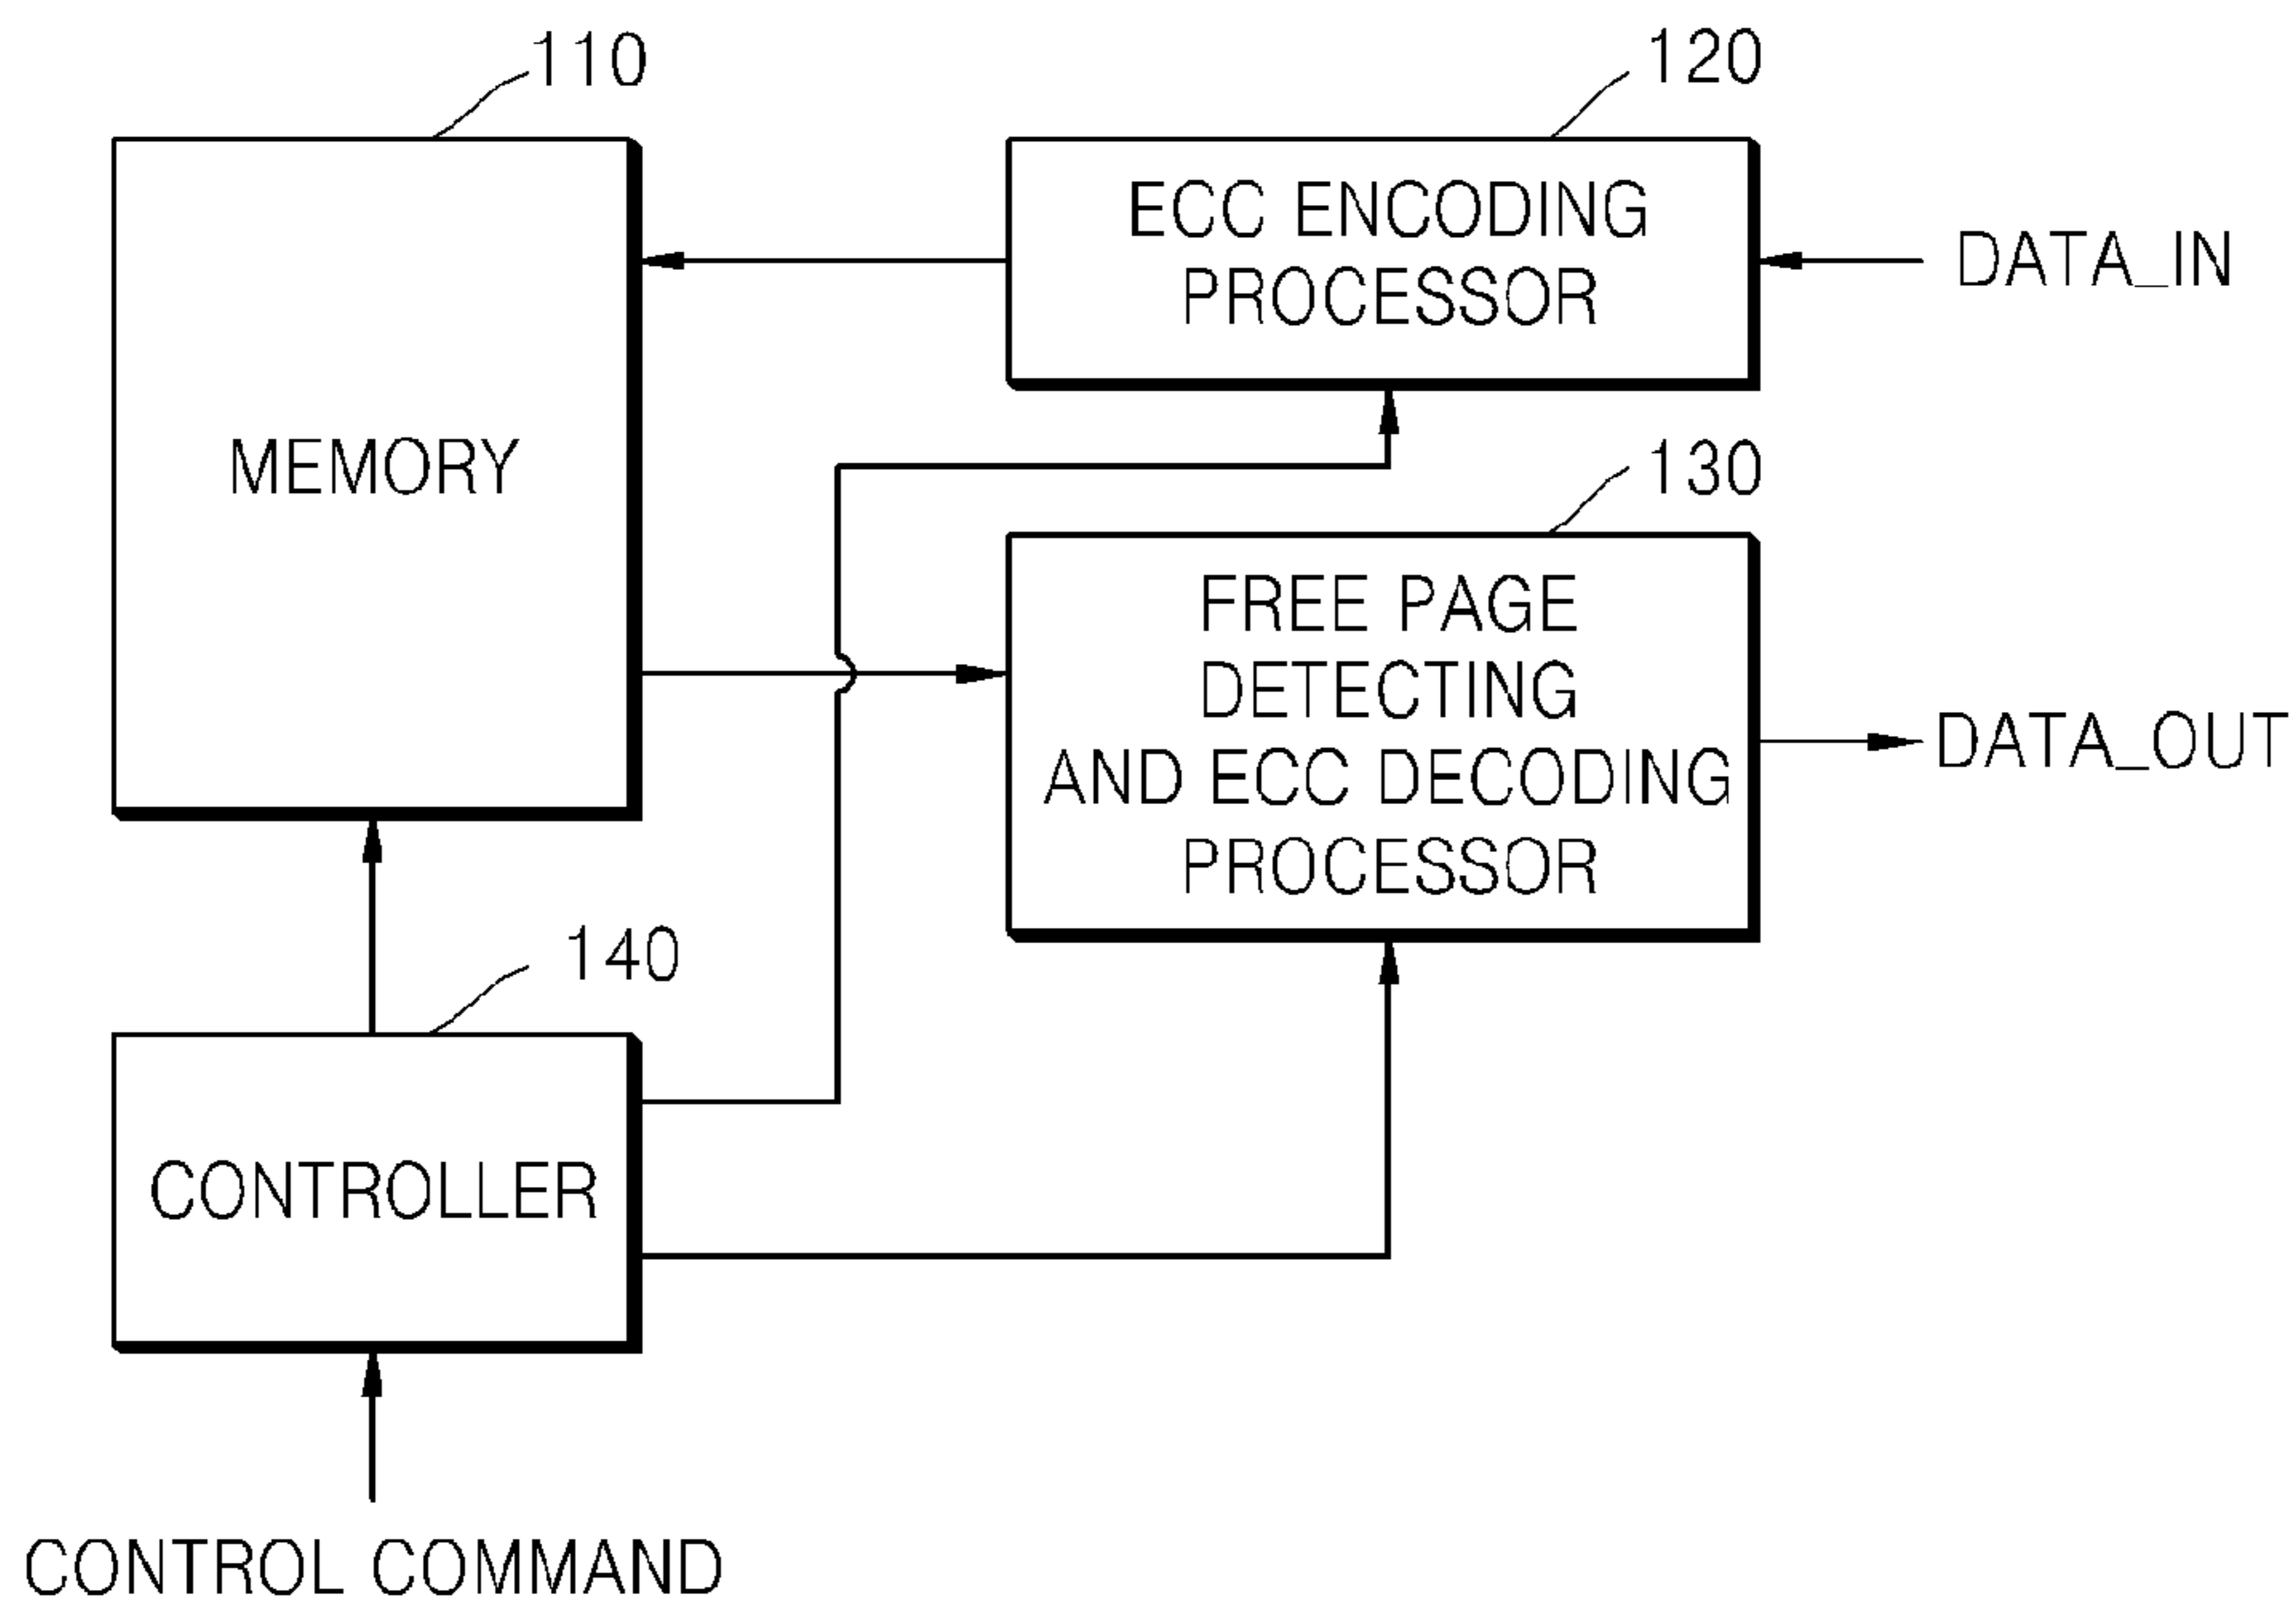 110
120
MEMORY
ECC ENCODING
PROCESSOR
DATA_IN
130
FREE PAGE
DETECTING
AND ECC DECODING
PROCESSOR
DATA_OUT
140
CONTROLLER
CONTROL COMMAND